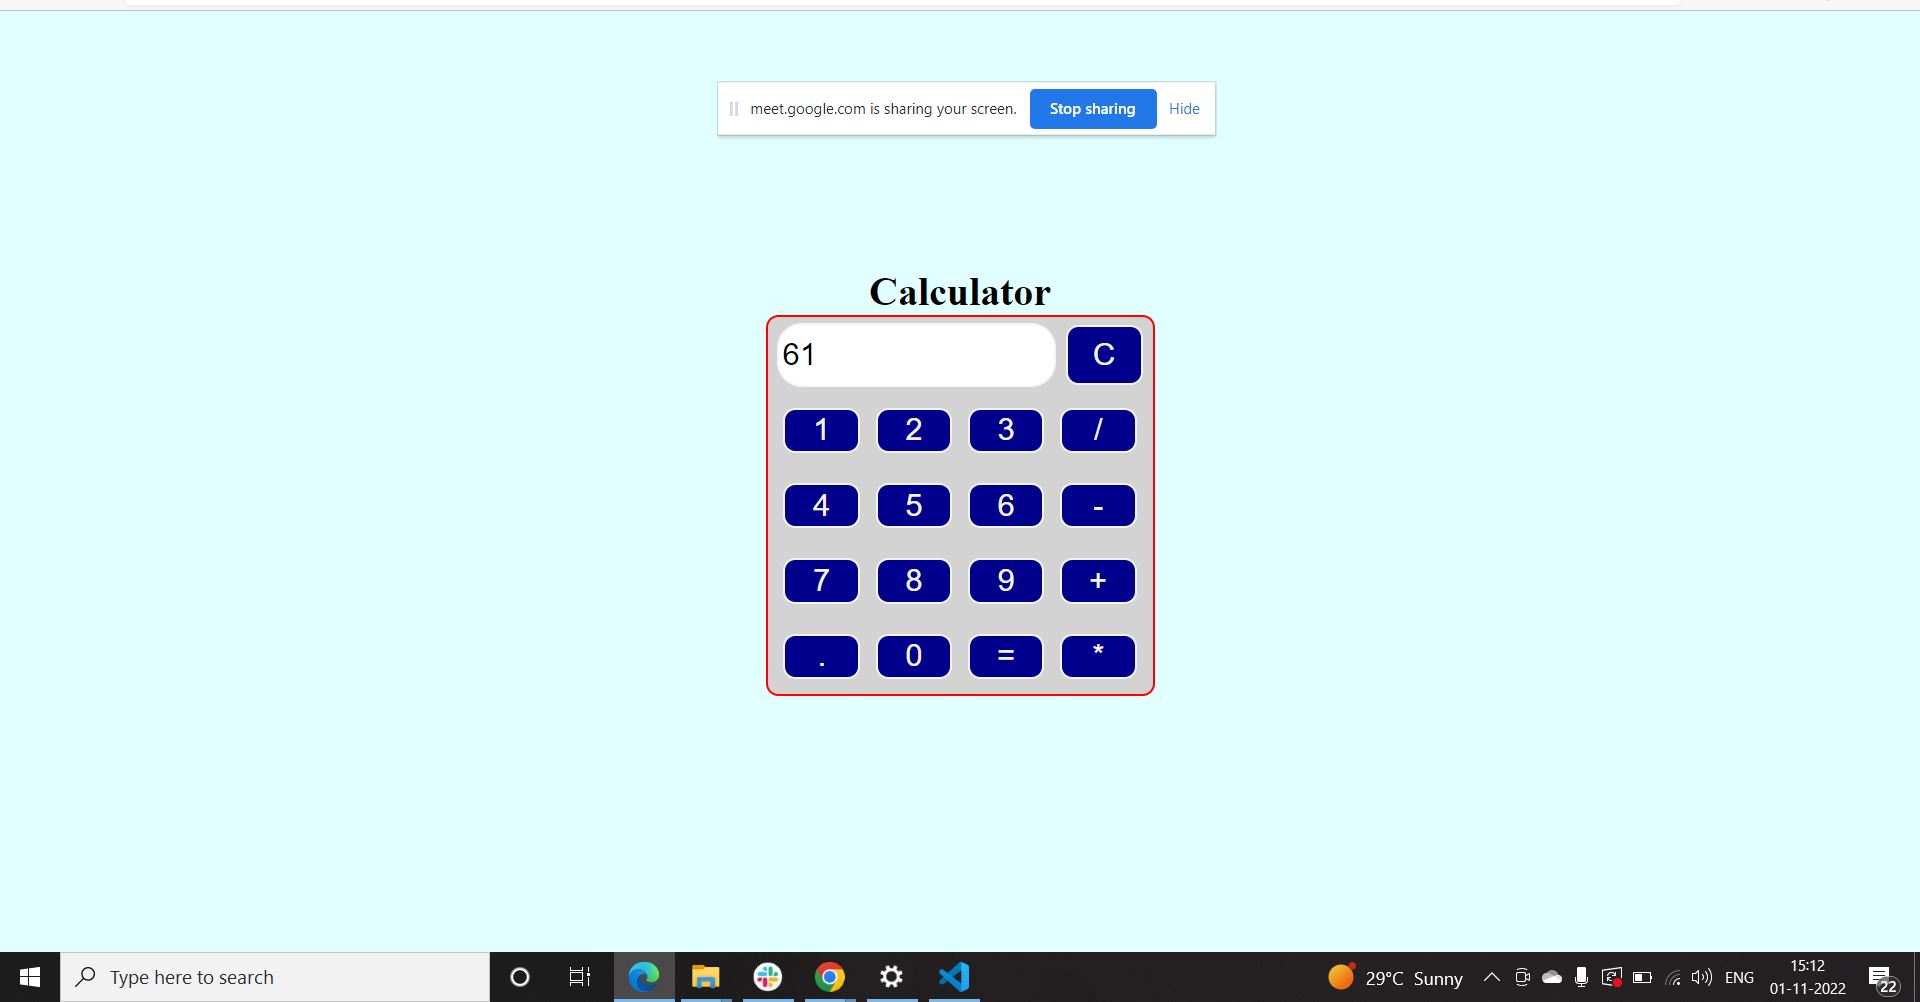 meet.google.com is sharing your screen. Stop sharing Hide
Calculator
61 C
1 2 3 /
4 5 6 -
7 8 9 +
. 0 = *
Type here to search 29°C Sunny ENG 15:12
01-11-2022 22